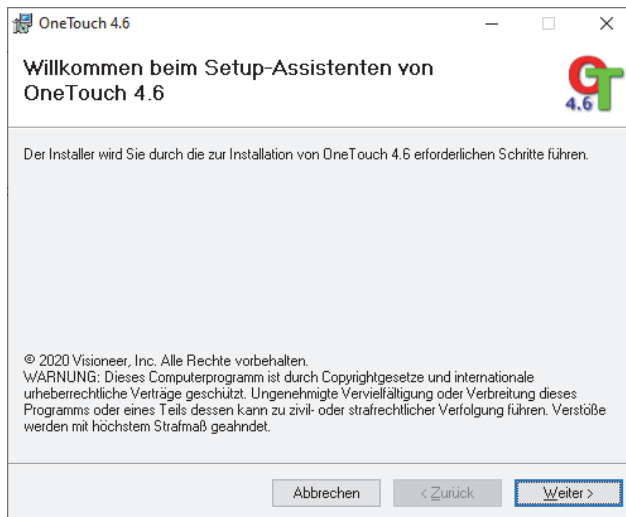 OneTouch 4.6
Willkommen beim Setup-Assistenten von
OneTouch 4.6
OT
4.6
Der Installer wird Sie durch die zur Installation von OneTouch 4.6 erforderlichen Schritte führen.
© 2020 Visioneer, Inc. Alle Rechte vorbehalten.
WARNUNG: Dieses Computerprogramm ist durch Copyrightgesetze und internationale
urheberrechtliche Verträge geschützt. Ungenehmigte Vervielfältigung oder Verbreitung dieses
Programms oder eines Teils dessen kann zu zivil- oder strafrechtlicher Verfolgung führen. Verstöße
werden mit höchstem Strafmaß geahndet.
Abbrechen < Zurück Weiter >